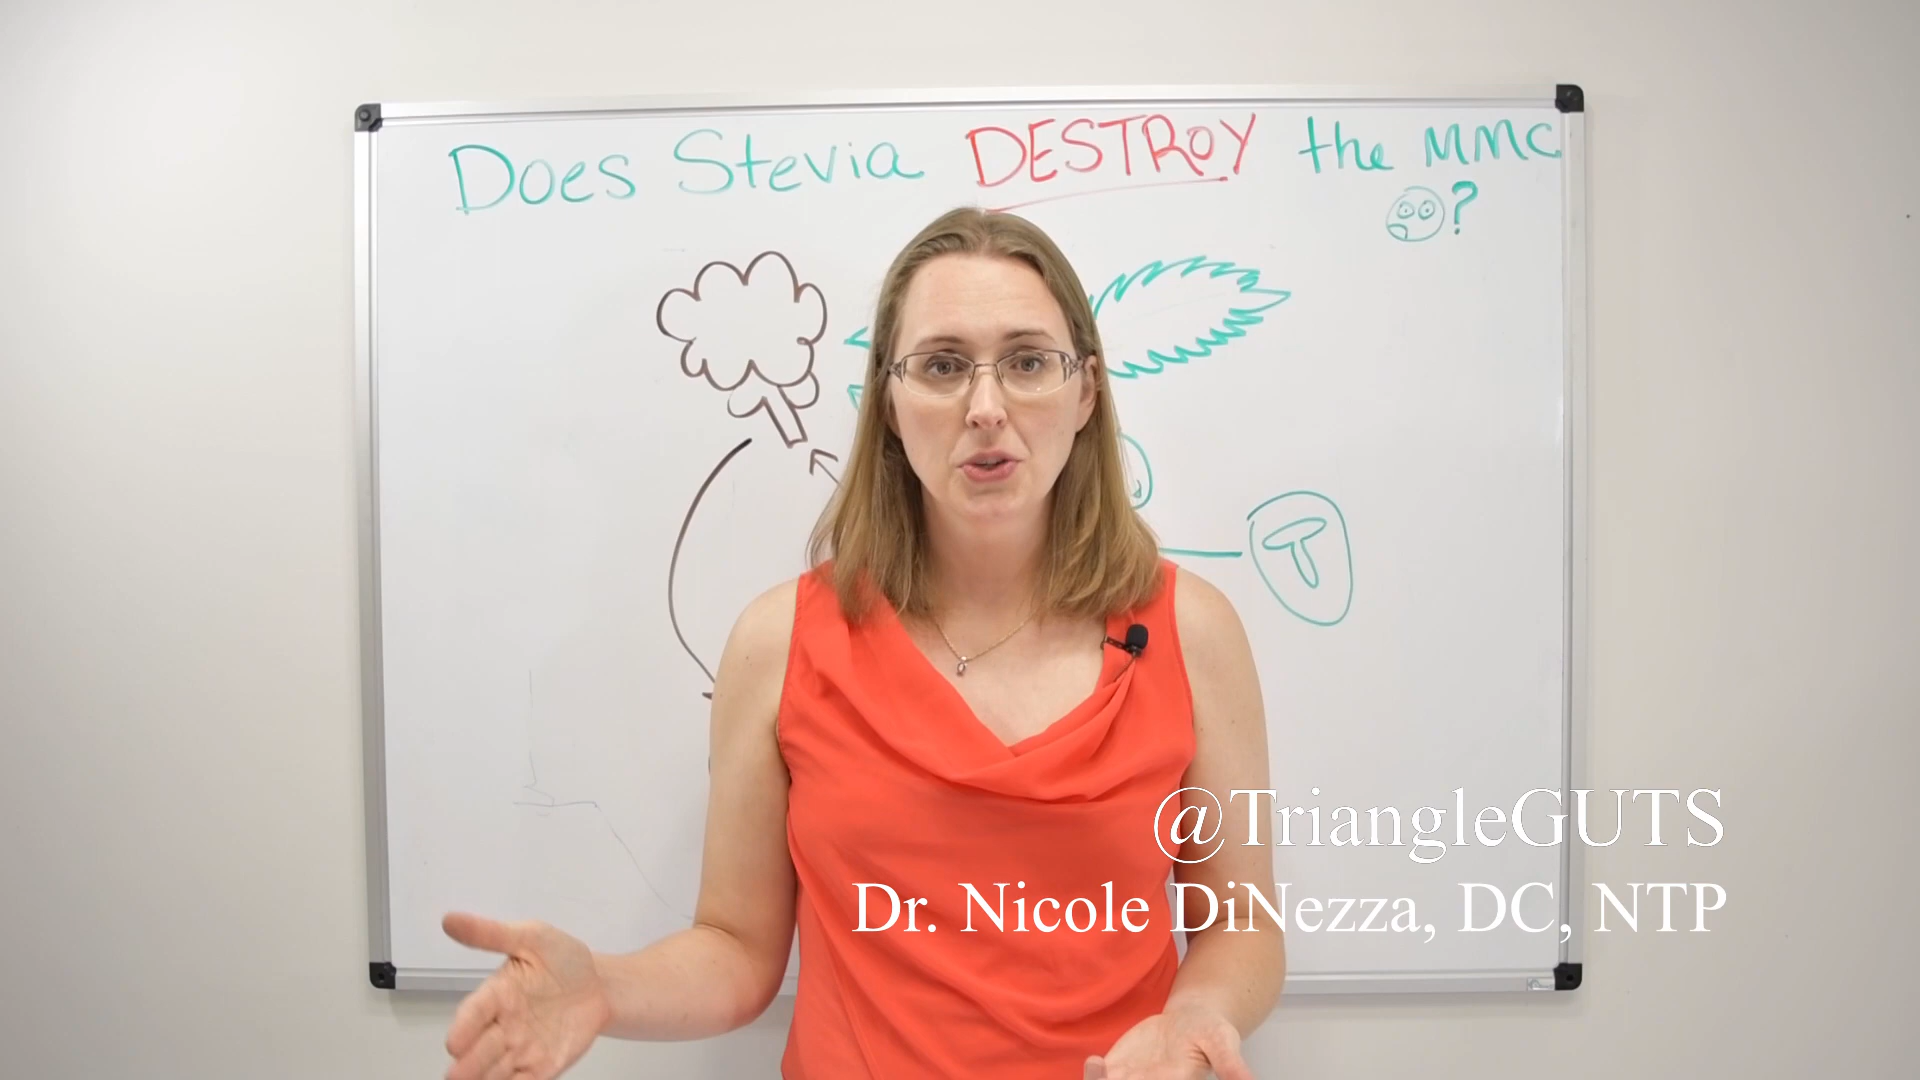 Does Stevia DESTROY the MMC
?
T
@TriangleGUTS
Dr. Nicole DiNezza, DC, NTP